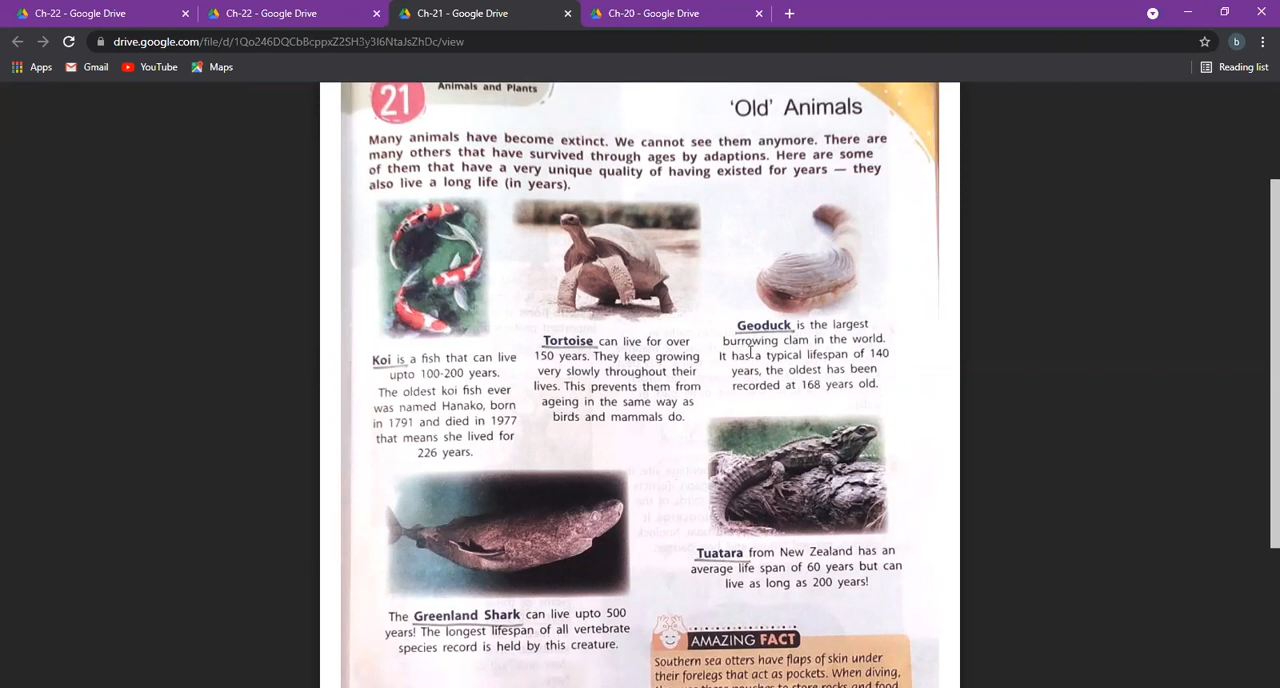 Ch-22 - Google Drive
Ch-22 - Google Drive
Ch-21 - Google Drive
Ch-20 - Google Drive
drive.google.com/file/d/1Qo246DQCbBcppxZ2SH3y3I6NtaJsZhDc/view
b
Apps
Gmail
YouTube
Maps
Reading list
21
Animals and Plants
'Old' Animals
Many animals have become extinct. We cannot see them anymore. There are
many others that have survived through ages by adaptions. Here are some
of them that have a very unique quality of having existed for years — they
also live a long life (in years).
Koi is a fish that can live
upto 100-200 years.
The oldest koi fish ever
was named Hanako, born
in 1791 and died in 1977
that means she lived for
226 years.
Tortoise can live for over
150 years. They keep growing
very slowly throughout their
lives. This prevents them from
ageing in the same way as
birds and mammals do.
Geoduck is the largest
burrowing clam in the world.
It has a typical lifespan of 140
years, the oldest has been
recorded at 168 years old.
The Greenland Shark can live upto 500
years! The longest lifespan of all vertebrate
species record is held by this creature.
Tuatara from New Zealand has an
average life span of 60 years but can
live as long as 200 years!
AMAZING FACT
Southern sea otters have flaps of skin under
their forelegs that act as pockets. When diving,